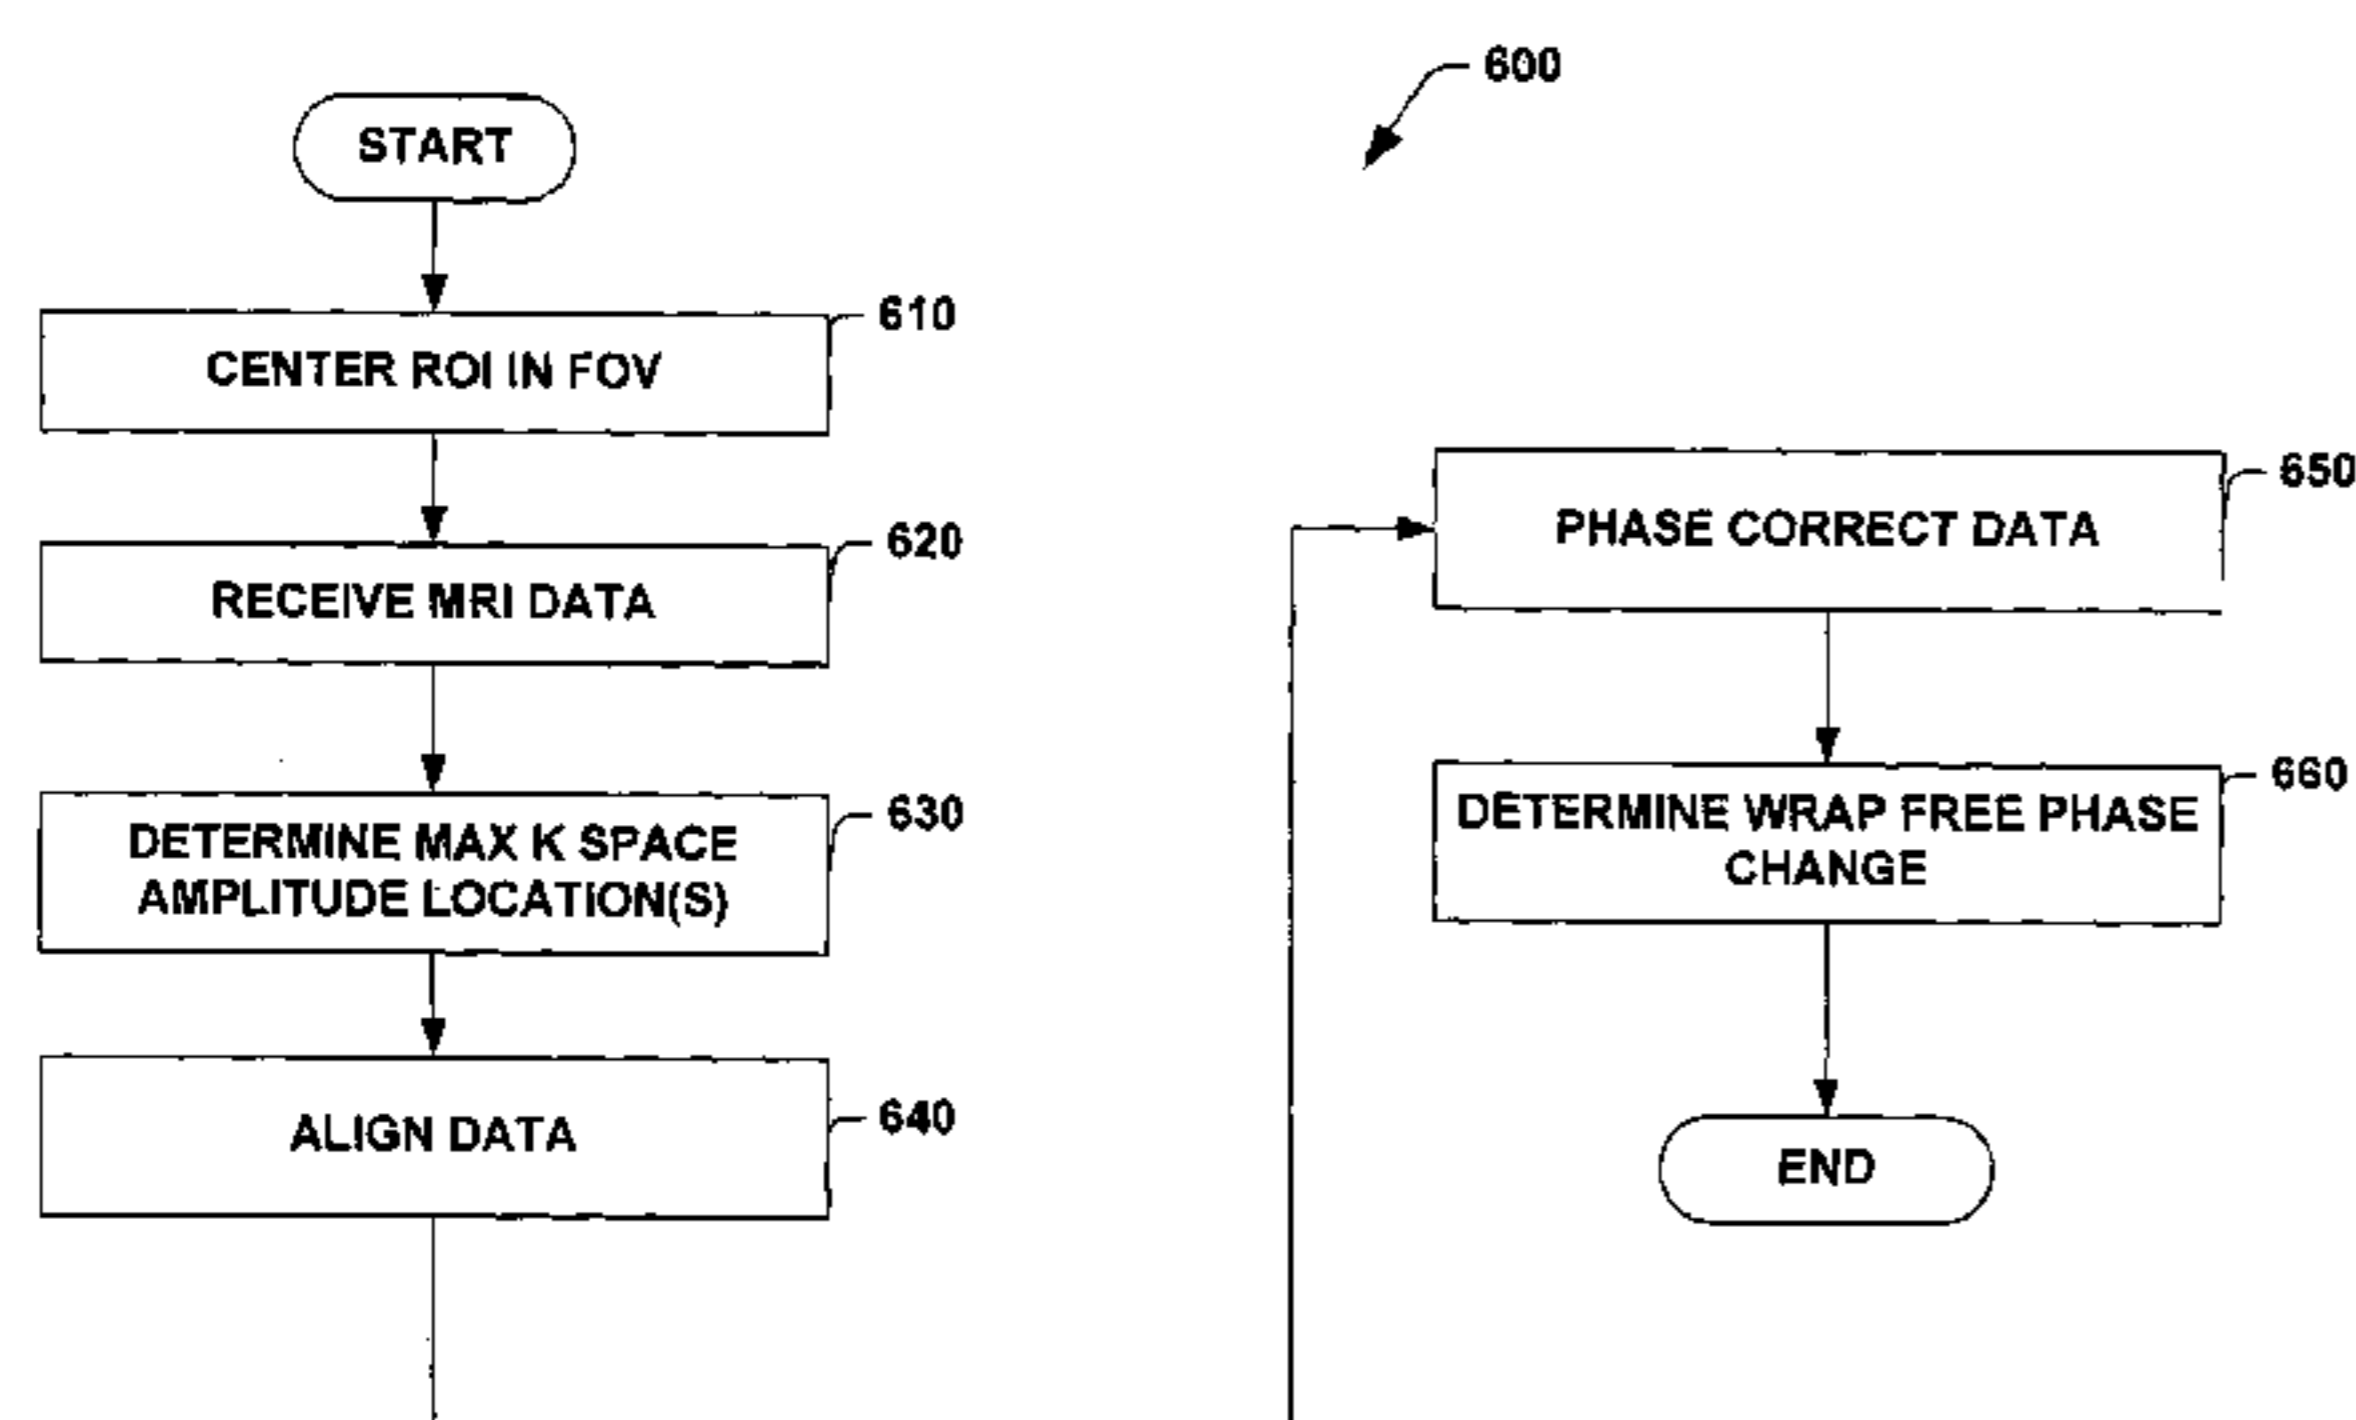 600
START
610
CENTER ROI IN FOV
620
RECEIVE MRI DATA
630
DETERMINE MAX K SPACE
AMPLITUDE LOCATION(S)
640
ALIGN DATA
650
PHASE CORRECT DATA
660
DETERMINE WRAP FREE PHASE
CHANGE
END